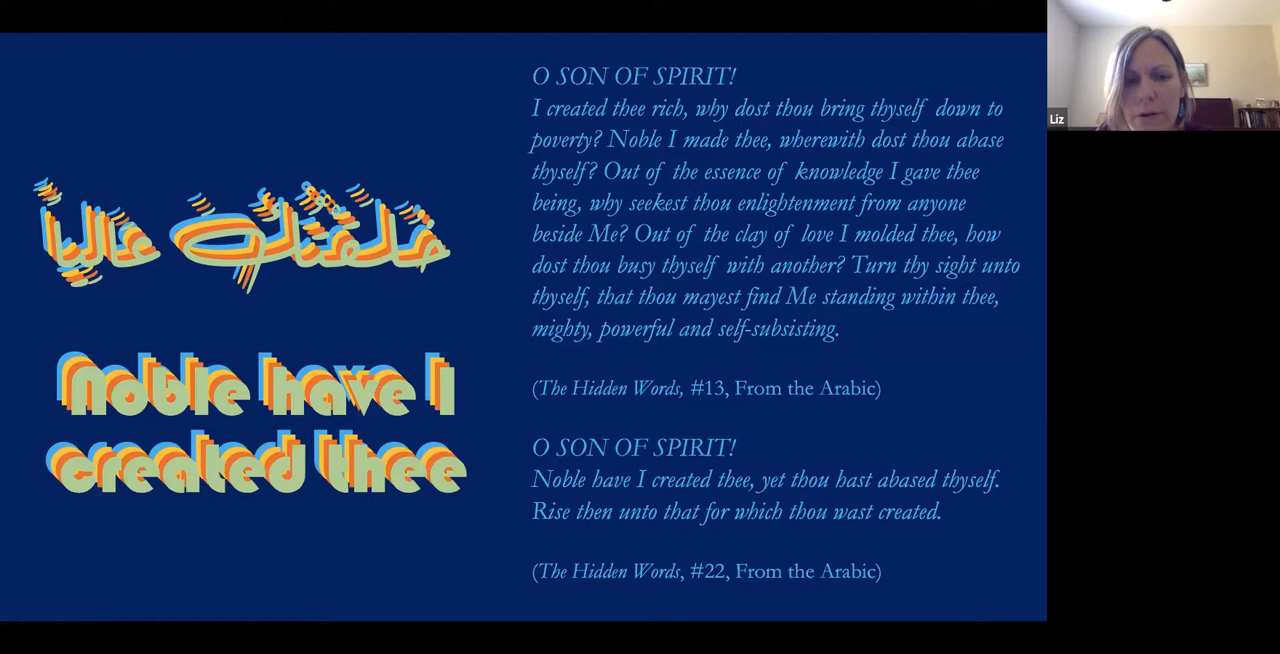 خلقتُكَ عالياً
Noble have I
created thee
O SON OF SPIRIT!
I created thee rich, why dost thou bring thyself down to
poverty? Noble I made thee, wherewith dost thou abase
thyself? Out of the essence of knowledge I gave thee
being, why seekest thou enlightenment from anyone
beside Me? Out of the clay of love I molded thee, how
dost thou busy thyself with another? Turn thy sight unto
thyself, that thou mayest find Me standing within thee,
mighty, powerful and self-subsisting.
(The Hidden Words, #13, From the Arabic)
O SON OF SPIRIT!
Noble have I created thee, yet thou hast abased thyself.
Rise then unto that for which thou wast created.
(The Hidden Words, #22, From the Arabic)
Liz